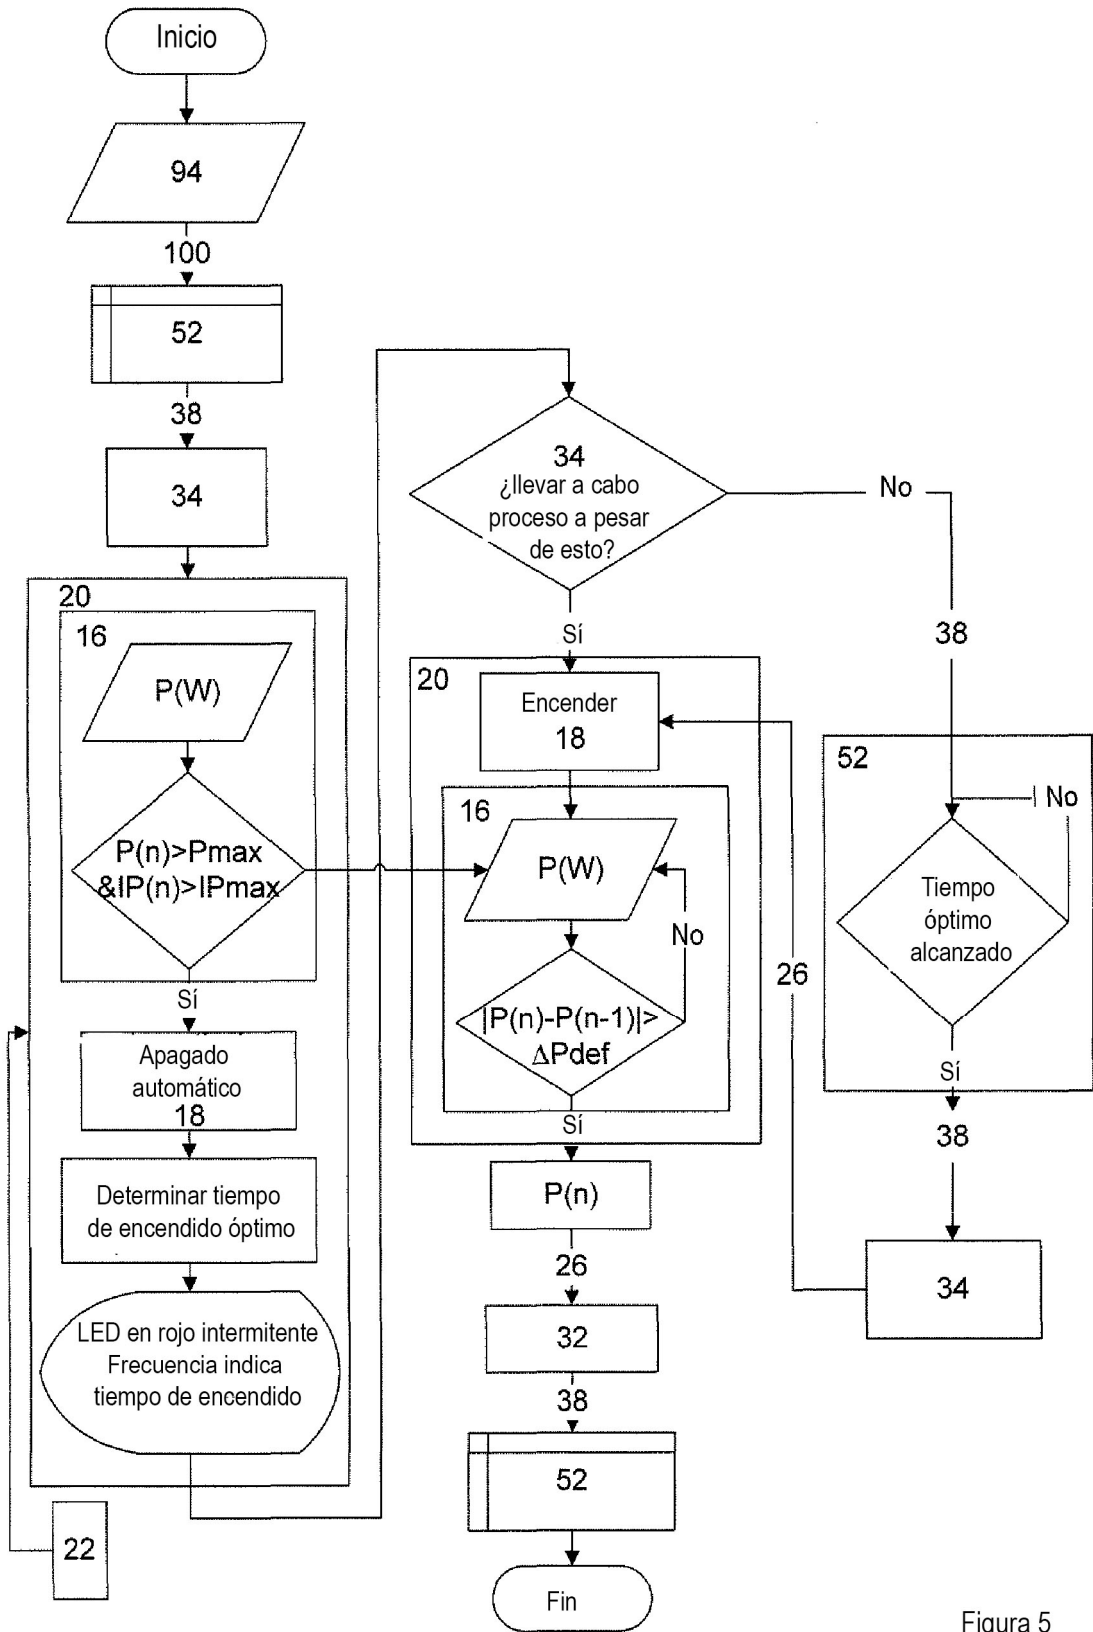 Inicio
94
100
52
38
34
20
16
P(W)
P(n)>Pmax
&IP(n)>IPmax
Sí
Apagado
automático
18
Determinar tiempo
de encendido óptimo
LED en rojo intermitente
Frecuencia indica
tiempo de encendido
22
34
¿llevar a cabo
proceso a pesar
de esto?
No
Sí
20
Encender
18
16
P(W)
No
|P(n)-P(n-1)|>
ΔPdef
Sí
P(n)
26
32
38
52
Fin
38
52
No
Tiempo
óptimo
alcanzado
Sí
38
34
26
Figura 5